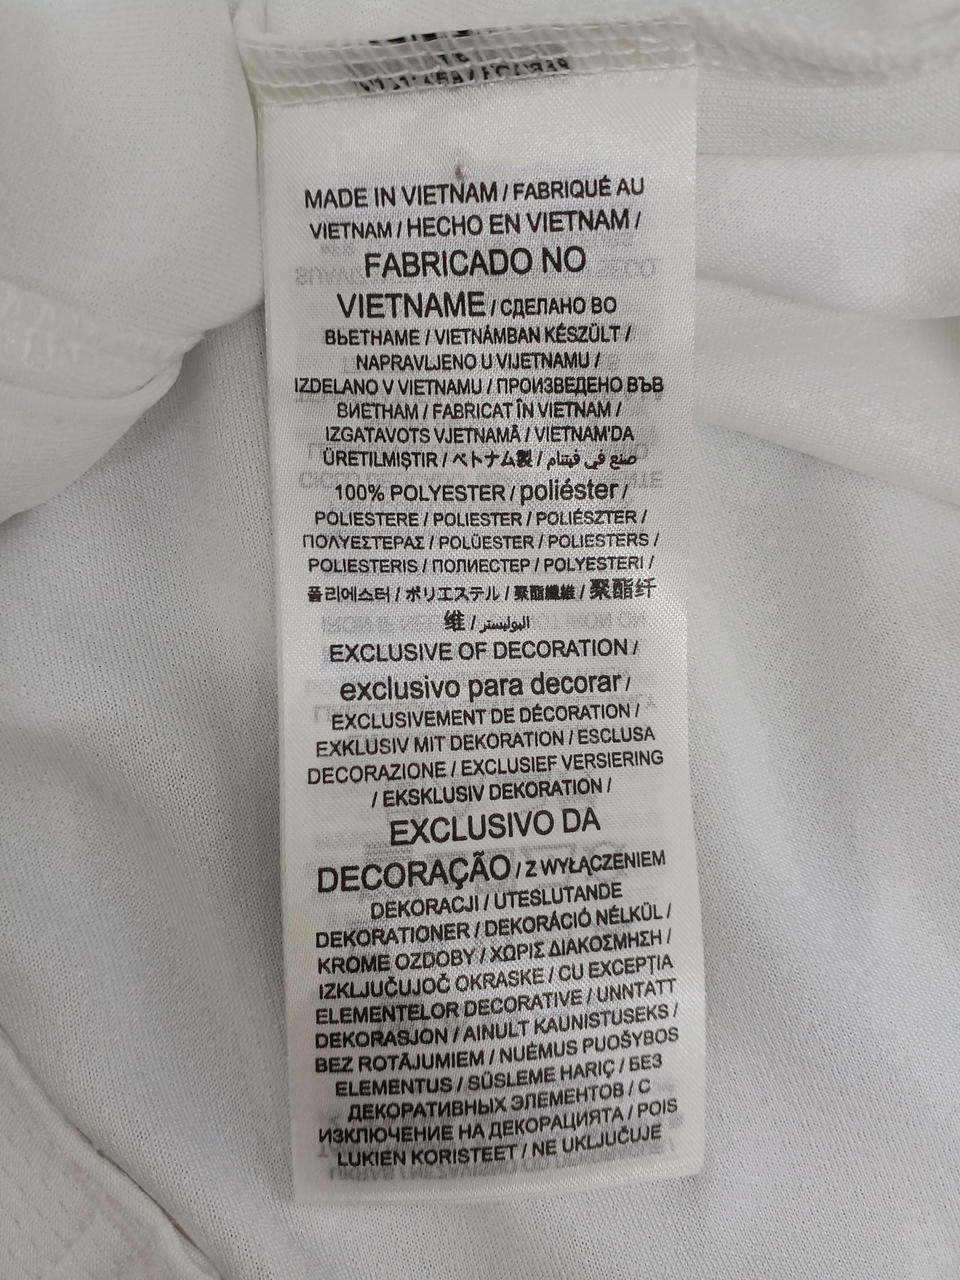 MADE IN VIETNAM / FABRIQUÉ AU
VIETNAM / HECHO EN VIETNAM /
FABRICADO NO
VIETNAME / СДЕЛАНО ВО
ВЬЕТНАМЕ / VIETNÁMBAN KÉSZÜLT /
NAPRAVLJENO U VIJETNAMU /
IZDELANO V VIETNAMU / ПРОИЗВЕДЕНО ВЪВ
ВИЕТНАМ / FABRICAT ÎN VIETNAM /
IZGATAVOTS VJETNAMĀ / VIETNAM'DA
ÜRETILMIŞTIR / ベトナム製 / صنع في فيتنام
100% POLYESTER / poliéster /
POLIESTERE / POLIESTER / POLIÉSZTER /
ΠΟΛΥΕΣΤΕΡΑΣ / POLÜESTER / POLIESTERS /
POLIESTERIS / ПОЛИЕСТЕР / POLYESTERI /
폴리에스터 / ポリエステル / 聚酯纖維 / 聚酯纤
维 / البوليستر
EXCLUSIVE OF DECORATION /
exclusivo para decorar /
EXCLUSIVEMENT DE DÉCORATION /
EXKLUSIV MIT DEKORATION / ESCLUSA
DECORAZIONE / EXCLUSIEF VERSIERING
/ EKSKLUSIV DEKORATION /
EXCLUSIVO DA
DECORAÇÃO / Z WYŁĄCZENIEM
DEKORACJI / UTESLUTANDE
DEKORATIONER / DEKORÁCIÓ NÉLKÜL /
KROME OZDOBY / ΧΩΡΙΣ ΔΙΑΚΟΣΜΗΣΗ /
IZKLJUČUJOČ OKRASKE / CU EXCEPȚIA
ELEMENTELOR DECORATIVE / UNNTATT
DEKORASJON / AINULT KAUNISTUSEKS /
BEZ ROTĀJUMIEM / NUĖMUS PUOŠYBOS
ELEMENTUS / SÜSLEME HARIÇ / БЕЗ
ДЕКОРАТИВНЫХ ЭЛЕМЕНТОВ / С
ИЗКЛЮЧЕНИЕ НА ДЕКОРАЦИЯТА / POIS
LUKIEN KORISTEET / NE UKLJUČUJE